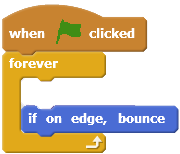 when clicked
forever
if on edge, bounce